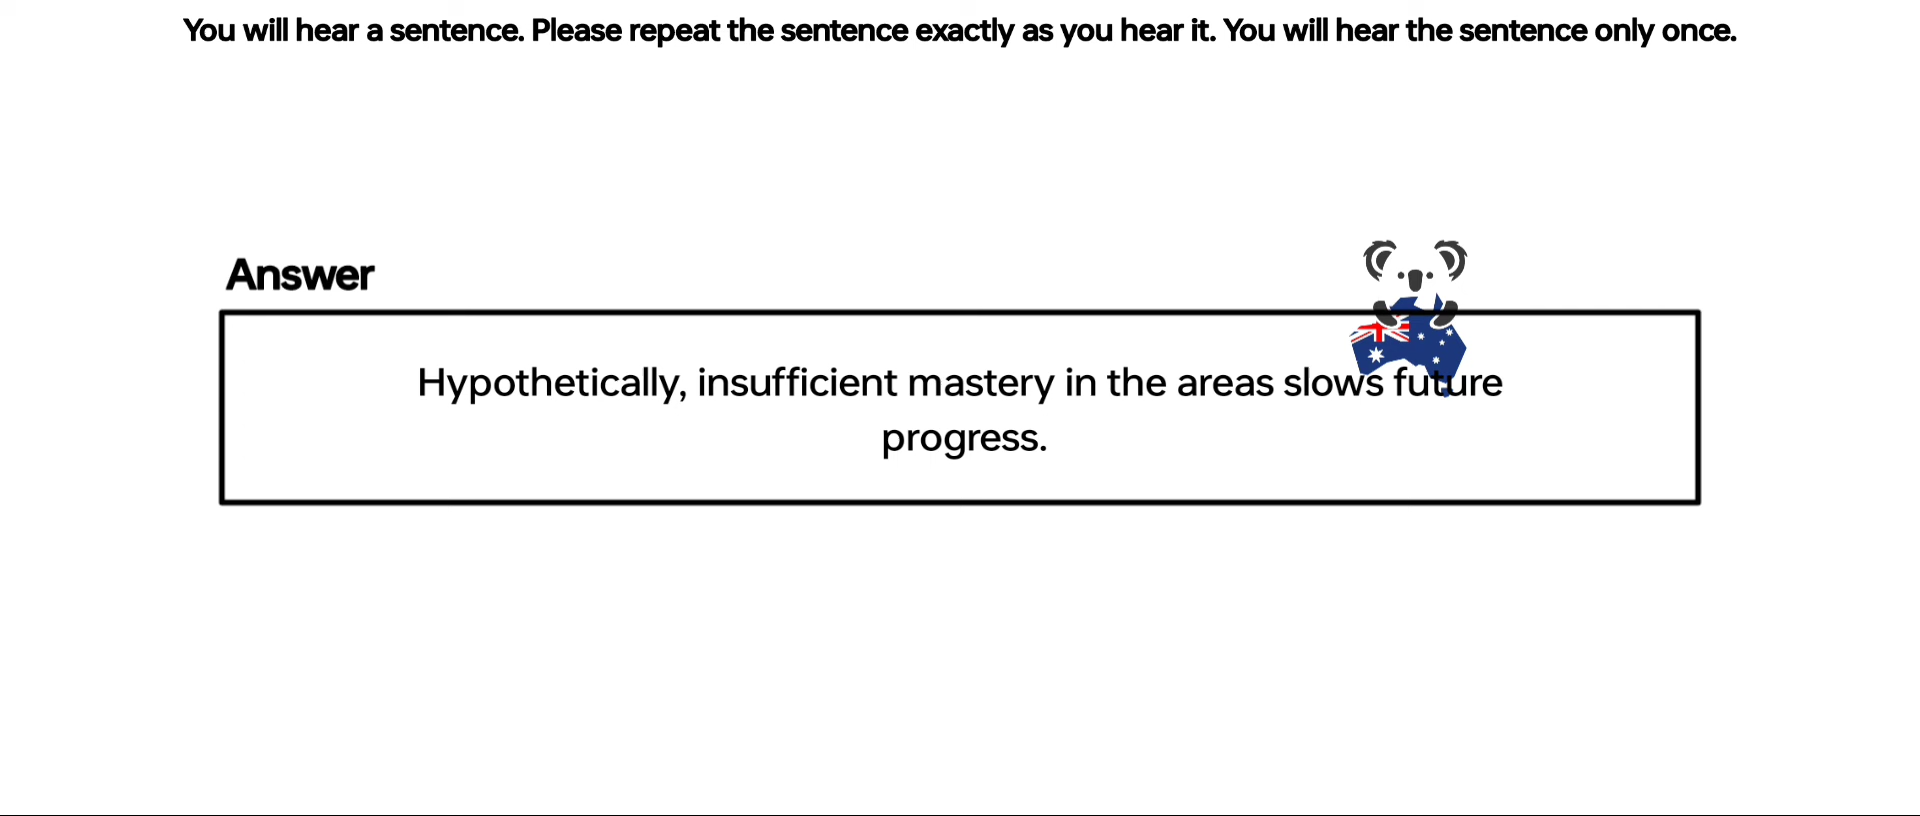 You will hear a sentence. Please repeat the sentence exactly as you hear it. You will hear the sentence only once.
Answer
Hypothetically, insufficient mastery in the areas slows future
progress.